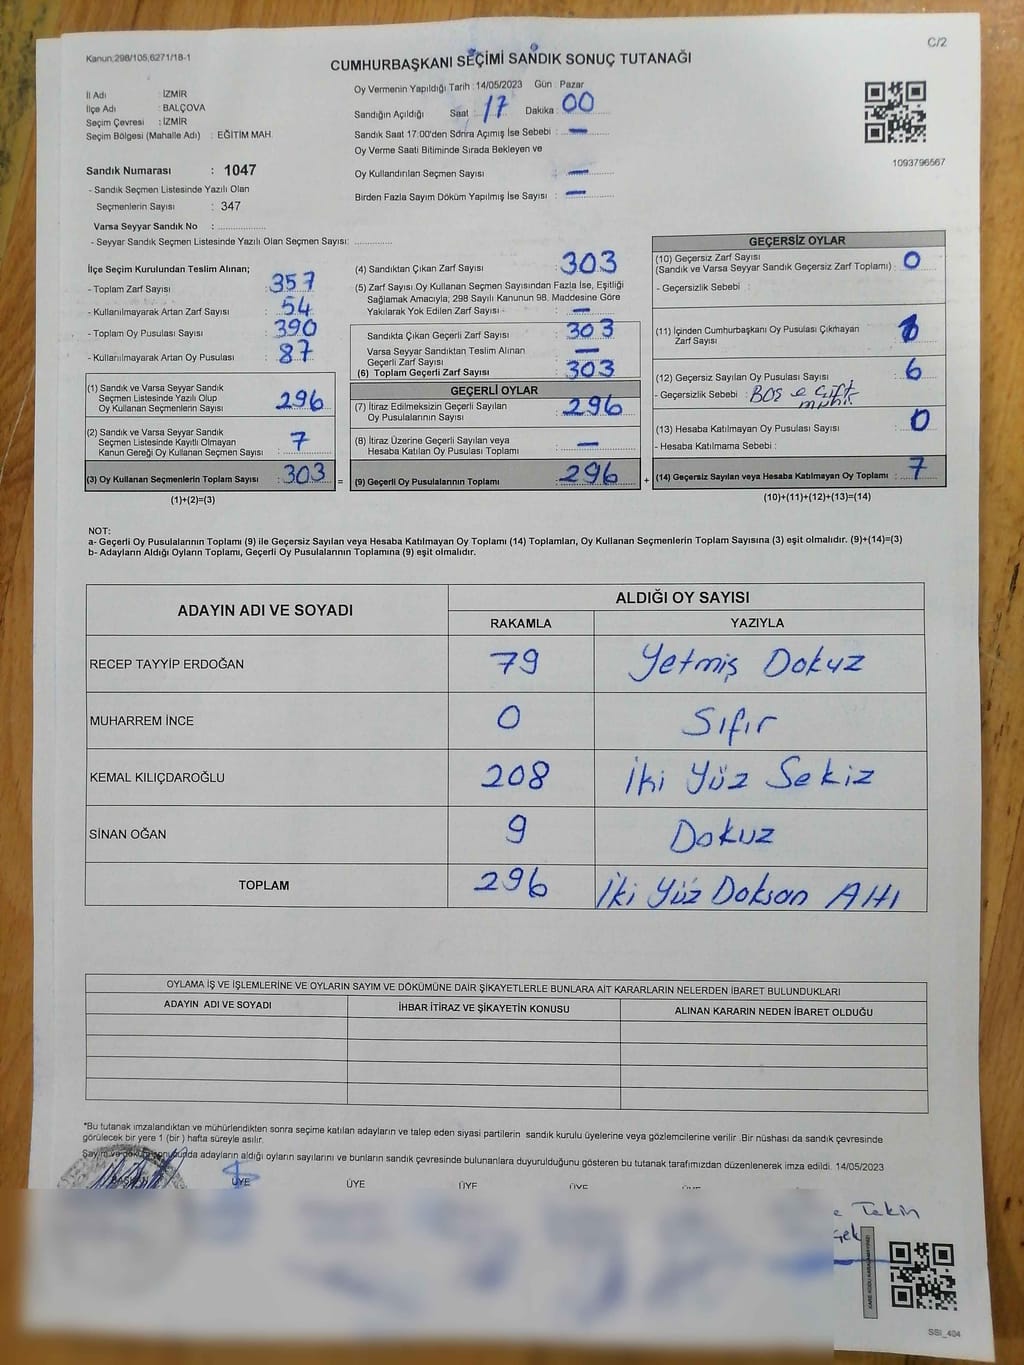 Kanun:298/105,6271/18-1
C/2
CUMHURBAŞKANI SEÇİMİ SANDIK SONUÇ TUTANAĞI
İl Adı : İZMİR
İlçe Adı : BALÇOVA
Seçim Çevresi : İZMİR
Seçim Bölgesi (Mahalle Adı) : EĞİTİM MAH.
Oy Vermenin Yapıldığı Tarih : 14/05/2023 Gün : Pazar
Sandığın Açıldığı Saat : 17 Dakika : 00
Sandık Saat 17:00'den Sonra Açımış İse Sebebi : —
Oy Verme Saati Bitiminde Sırada Bekleyen ve
Oy Kullandırılan Seçmen Sayısı : —
Birden Fazla Sayım Döküm Yapılmış İse Sayısı : —
1093796567
Sandık Numarası : 1047
- Sandık Seçmen Listesinde Yazılı Olan
Seçmenlerin Sayısı : 347
Varsa Seyyar Sandık No : ....................
- Seyyar Sandık Seçmen Listesinde Yazılı Olan Seçmen Sayısı: ..............
İlçe Seçim Kurulundan Teslim Alınan;
- Toplam Zarf Sayısı : 357
- Kullanılmayarak Artan Zarf Sayısı : 54
- Toplam Oy Pusulası Sayısı : 390
- Kullanılmayarak Artan Oy Pusulası : 87
(1) Sandık ve Varsa Seyyar Sandık
Seçmen Listesinde Yazılı Olup
Oy Kullanan Seçmenlerin Sayısı : 296
(2) Sandık ve Varsa Seyyar Sandık
Seçmen Listesinde Kayıtlı Olmayan
Kanun Gereği Oy Kullanan Seçmen Sayısı : 7
(3) Oy Kullanan Seçmenlerin Toplam Sayısı : 303 =
(1)+(2)=(3)
(4) Sandıktan Çıkan Zarf Sayısı : 303
(5) Zarf Sayısı Oy Kullanan Seçmen Sayısından Fazla İse, Eşitliği
Sağlamak Amacıyla; 298 Sayılı Kanunun 98. Maddesine Göre
Yakılarak Yok Edilen Zarf Sayısı : —
Sandıkta Çıkan Geçerli Zarf Sayısı : 303
Varsa Seyyar Sandıktan Teslim Alınan
Geçerli Zarf Sayısı : —
(6) Toplam Geçerli Zarf Sayısı : 303
GEÇERLİ OYLAR
(7) İtiraz Edilmeksizin Geçerli Sayılan
Oy Pusulalarının Sayısı : 296
(8) İtiraz Üzerine Geçerli Sayılan veya
Hesaba Katılan Oy Pusulası Toplamı : —
(9) Geçerli Oy Pusulalarının Toplamı : 296 +
GEÇERSİZ OYLAR
(10) Geçersiz Zarf Sayısı
(Sandık ve Varsa Seyyar Sandık Geçersiz Zarf Toplamı) : 0
- Geçersizlik Sebebi :
(11) İçinden Cumhurbaşkanı Oy Pusulası Çıkmayan
Zarf Sayısı :
(12) Geçersiz Sayılan Oy Pusulası Sayısı : 6
- Geçersizlik Sebebi : BOŞ Çift
(13) Hesaba Katılmayan Oy Pusulası Sayısı : 0
- Hesaba Katılmama Sebebi :
(14) Geçersiz Sayılan veya Hesaba Katılmayan Oy Toplamı : 7
(10)+(11)+(12)+(13)=(14)
NOT:
a- Geçerli Oy Pusulalarının Toplamı (9) ile Geçersiz Sayılan veya Hesaba Katılmayan Oy Toplamı (14) Toplamları, Oy Kullanan Seçmenlerin Toplam Sayısına (3) eşit olmalıdır. (9)+(14)=(3)
b- Adayların Aldığı Oyların Toplamı, Geçerli Oy Pusulalarının Toplamına (9) eşit olmalıdır.
ADAYIN ADI VE SOYADI ALDIĞI OY SAYISI
RAKAMLA YAZIYLA
RECEP TAYYİP ERDOĞAN 79 Yetmiş Dokuz
MUHARREM İNCE 0 Sıfır
KEMAL KILIÇDAROĞLU 208 İki Yüz Sekiz
SİNAN OĞAN 9 Dokuz
TOPLAM 296 İki Yüz Doksan Altı
OYLAMA İŞ VE İŞLEMLERİNE VE OYLARIN SAYIM VE DÖKÜMÜNE DAİR ŞİKAYETLERLE BUNLARA AİT KARARLARIN NELERDEN İBARET BULUNDUKLARI
ADAYIN ADI VE SOYADI İHBAR İTİRAZ VE ŞİKAYETİN KONUSU ALINAN KARARIN NEDEN İBARET OLDUĞU
*Bu tutanak imzalandıktan ve mühürlendikten sonra seçime katılan adayların ve talep eden siyasi partilerin sandık kurulu üyelerine veya gözlemcilerine verilir .Bir nüshası da sandık çevresinde
görülecek bir yere 1 (bir ) hafta süreyle asılır.
Sayım ve döküm sonucunda adayların aldığı oyların sayılarını ve bunların sandık çevresinde bulunanlara duyurulduğunu gösteren bu tutanak tarafımızdan düzenlenerek imza edildi. 14/05/2023
ÜYE ÜYE ÜYE ÜYE
Tekin
SSI_404